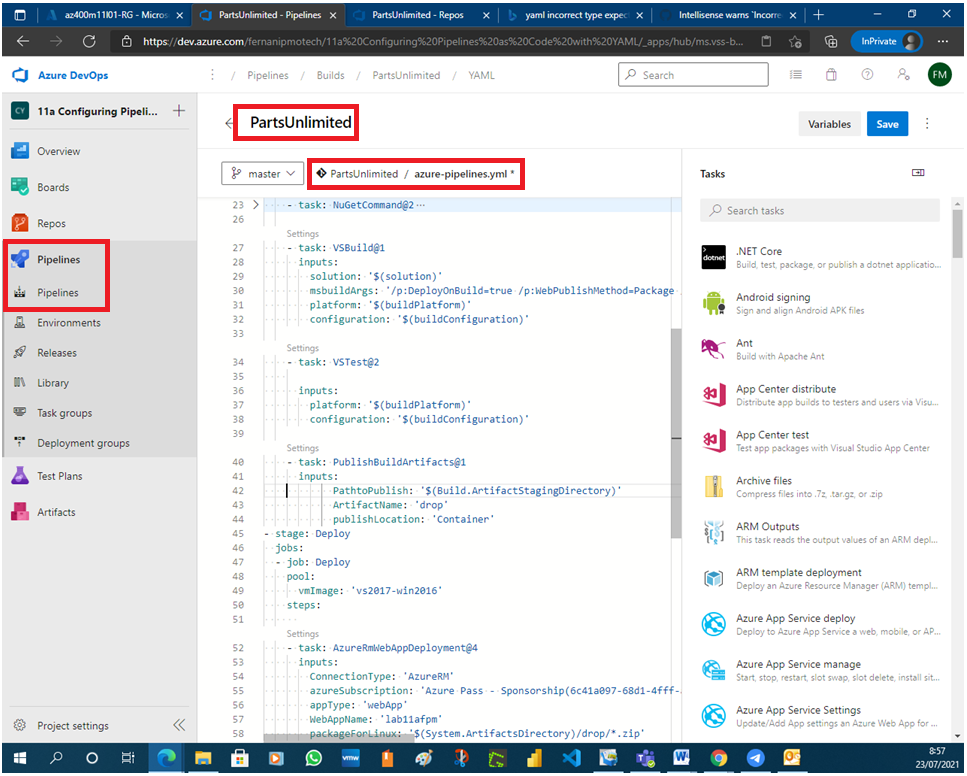 az400m11l01-RG - Micros
PartsUnlimited - Pipelines
PartsUnlimited - Repos
yaml incorrect type expec
Intellisense warns `Incorrec
https://dev.azure.com/fernanipmotech/11a%20Configuring%20Pipelines%20as%20Code%20with%20YAML/_apps/hub/ms.vss-b...
InPrivate
Azure DevOps
/ Pipelines / Builds / PartsUnlimited / YAML
Search
FM
CY 11a Configuring Pipeli...
PartsUnlimited
Variables
Save
Overview
Boards
Repos
Pipelines
Pipelines
Environments
Releases
Library
Task groups
Deployment groups
Test Plans
Artifacts
Project settings
master
PartsUnlimited / azure-pipelines.yml *
23 - task: NuGetCommand@2 ...
26
Settings
27 - task: VSBuild@1
28 inputs:
29 solution: '$(solution)'
30 msbuildArgs: '/p:DeployOnBuild=true /p:WebPublishMethod=Package
31 platform: '$(buildPlatform)'
32 configuration: '$(buildConfiguration)'
33
Settings
34 - task: VSTest@2
35
36 inputs:
37 platform: '$(buildPlatform)'
38 configuration: '$(buildConfiguration)'
39
Settings
40 - task: PublishBuildArtifacts@1
41 inputs:
42 PathtoPublish: '$(Build.ArtifactStagingDirectory)'
43 ArtifactName: 'drop'
44 publishLocation: 'Container'
45 - stage: Deploy
46 jobs:
47 - job: Deploy
48 pool:
49 vmImage: 'vs2017-win2016'
50 steps:
51
Settings
52 - task: AzureRmWebAppDeployment@4
53 inputs:
54 ConnectionType: 'AzureRM'
55 azureSubscription: 'Azure Pass - Sponsorship(6c41a097-68d1-4fff-
56 appType: 'webApp'
57 WebAppName: 'lab11afpm'
58 packageForLinux: '$(System.ArtifactsDirectory)/drop/*.zip'
Tasks
Search tasks
dotnet
.NET Core
Build, test, package, or publish a dotnet applicatio...
Android signing
Sign and align Android APK files
Ant
Build with Apache Ant
App Center distribute
Distribute app builds to testers and users via Visu...
App Center test
Test app packages with Visual Studio App Center
Archive files
Compress files into .7z, .tar.gz, or .zip
ARM Outputs
This task reads the output values of an ARM depl...
ARM template deployment
Deploy an Azure Resource Manager (ARM) templ...
Azure App Service deploy
Deploy to Azure App Service a web, mobile, or AP...
Azure App Service manage
Start, stop, restart, slot swap, slot delete, install sit...
Azure App Service Settings
Update/Add App settings an Azure Web App for ...
vmw
8:57
23/07/2021